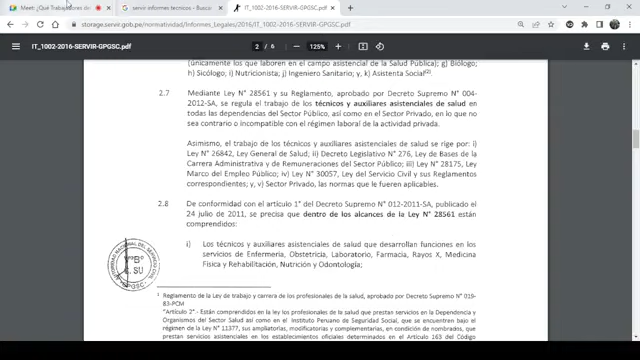 Meet: ¿Qué Trabajadores de
servir informes tecnicos - Buscar
IT_1002-2016-SERVIR-GPGSC.pdf
storage.servir.gob.pe/normatividad/Informes_Legales/2016/IT_1002-2016-SERVIR-GPGSC.pdf
IT_1002-2016-SERVIR-GPGSC.pdf
2 / 6
125%
(únicamente los que laboran en el campo asistencial de la Salud Pública); g) Biólogo;
h) Sicólogo; i) Nutricionista; j) Ingeniero Sanitario; y, k) Asistenta Social(2).
2.7 Mediante Ley N° 28561 y su Reglamento, aprobado por Decreto Supremo N° 004-
2012-SA, se regula el trabajo de los técnicos y auxiliares asistenciales de salud en
todas las dependencias del Sector Público, así como en el Sector Privado, en lo que no
sea contrario o incompatible con el régimen laboral de la actividad privada.
Asimismo, el trabajo de los técnicos y auxiliares asistenciales de salud se rige por: i)
Ley N° 26842, Ley General de Salud; ii) Decreto Legislativo N° 276, Ley de Bases de la
Carrera Administrativa y de Remuneraciones del Sector Público; iii) Ley N° 28175, Ley
Marco del Empleo Público; iv) Ley N° 30057, Ley del Servicio Civil y sus Reglamentos
correspondientes; y, v) Sector Privado, las normas que le fueren aplicables.
2.8 De conformidad con el artículo 1° del Decreto Supremo N° 012-2011-SA, publicado el
24 julio de 2011, se precisa que dentro de los alcances de la Ley N° 28561 están
comprendidos:
i) Los técnicos y auxiliares asistenciales de salud que desarrollan funciones en los
servicios de Enfermería, Obstetricia, Laboratorio, Farmacia, Rayos X, Medicina
Física y Rehabilitación, Nutrición y Odontología;
V°B°
C. SU
GPGSC
Reglamento de la Ley de trabajo y carrera de los profesionales de la salud, aprobado por Decreto Supremo N° 019-
83-PCM
"Artículo 2°.- Están comprendidos en la ley los profesionales de la salud que prestan servicios en la Dependencia y
Organismos del Sector Salud así como en el Instituto Peruano de Seguridad Social, que se encuentran bajo el
régimen de la Ley N° 11377, sus ampliatorias, modificatorias y complementarias, en condición de nombrados, que
prestan servicios asistenciales en los establecimientos oficiales determinados en el Artículo 163 del Código